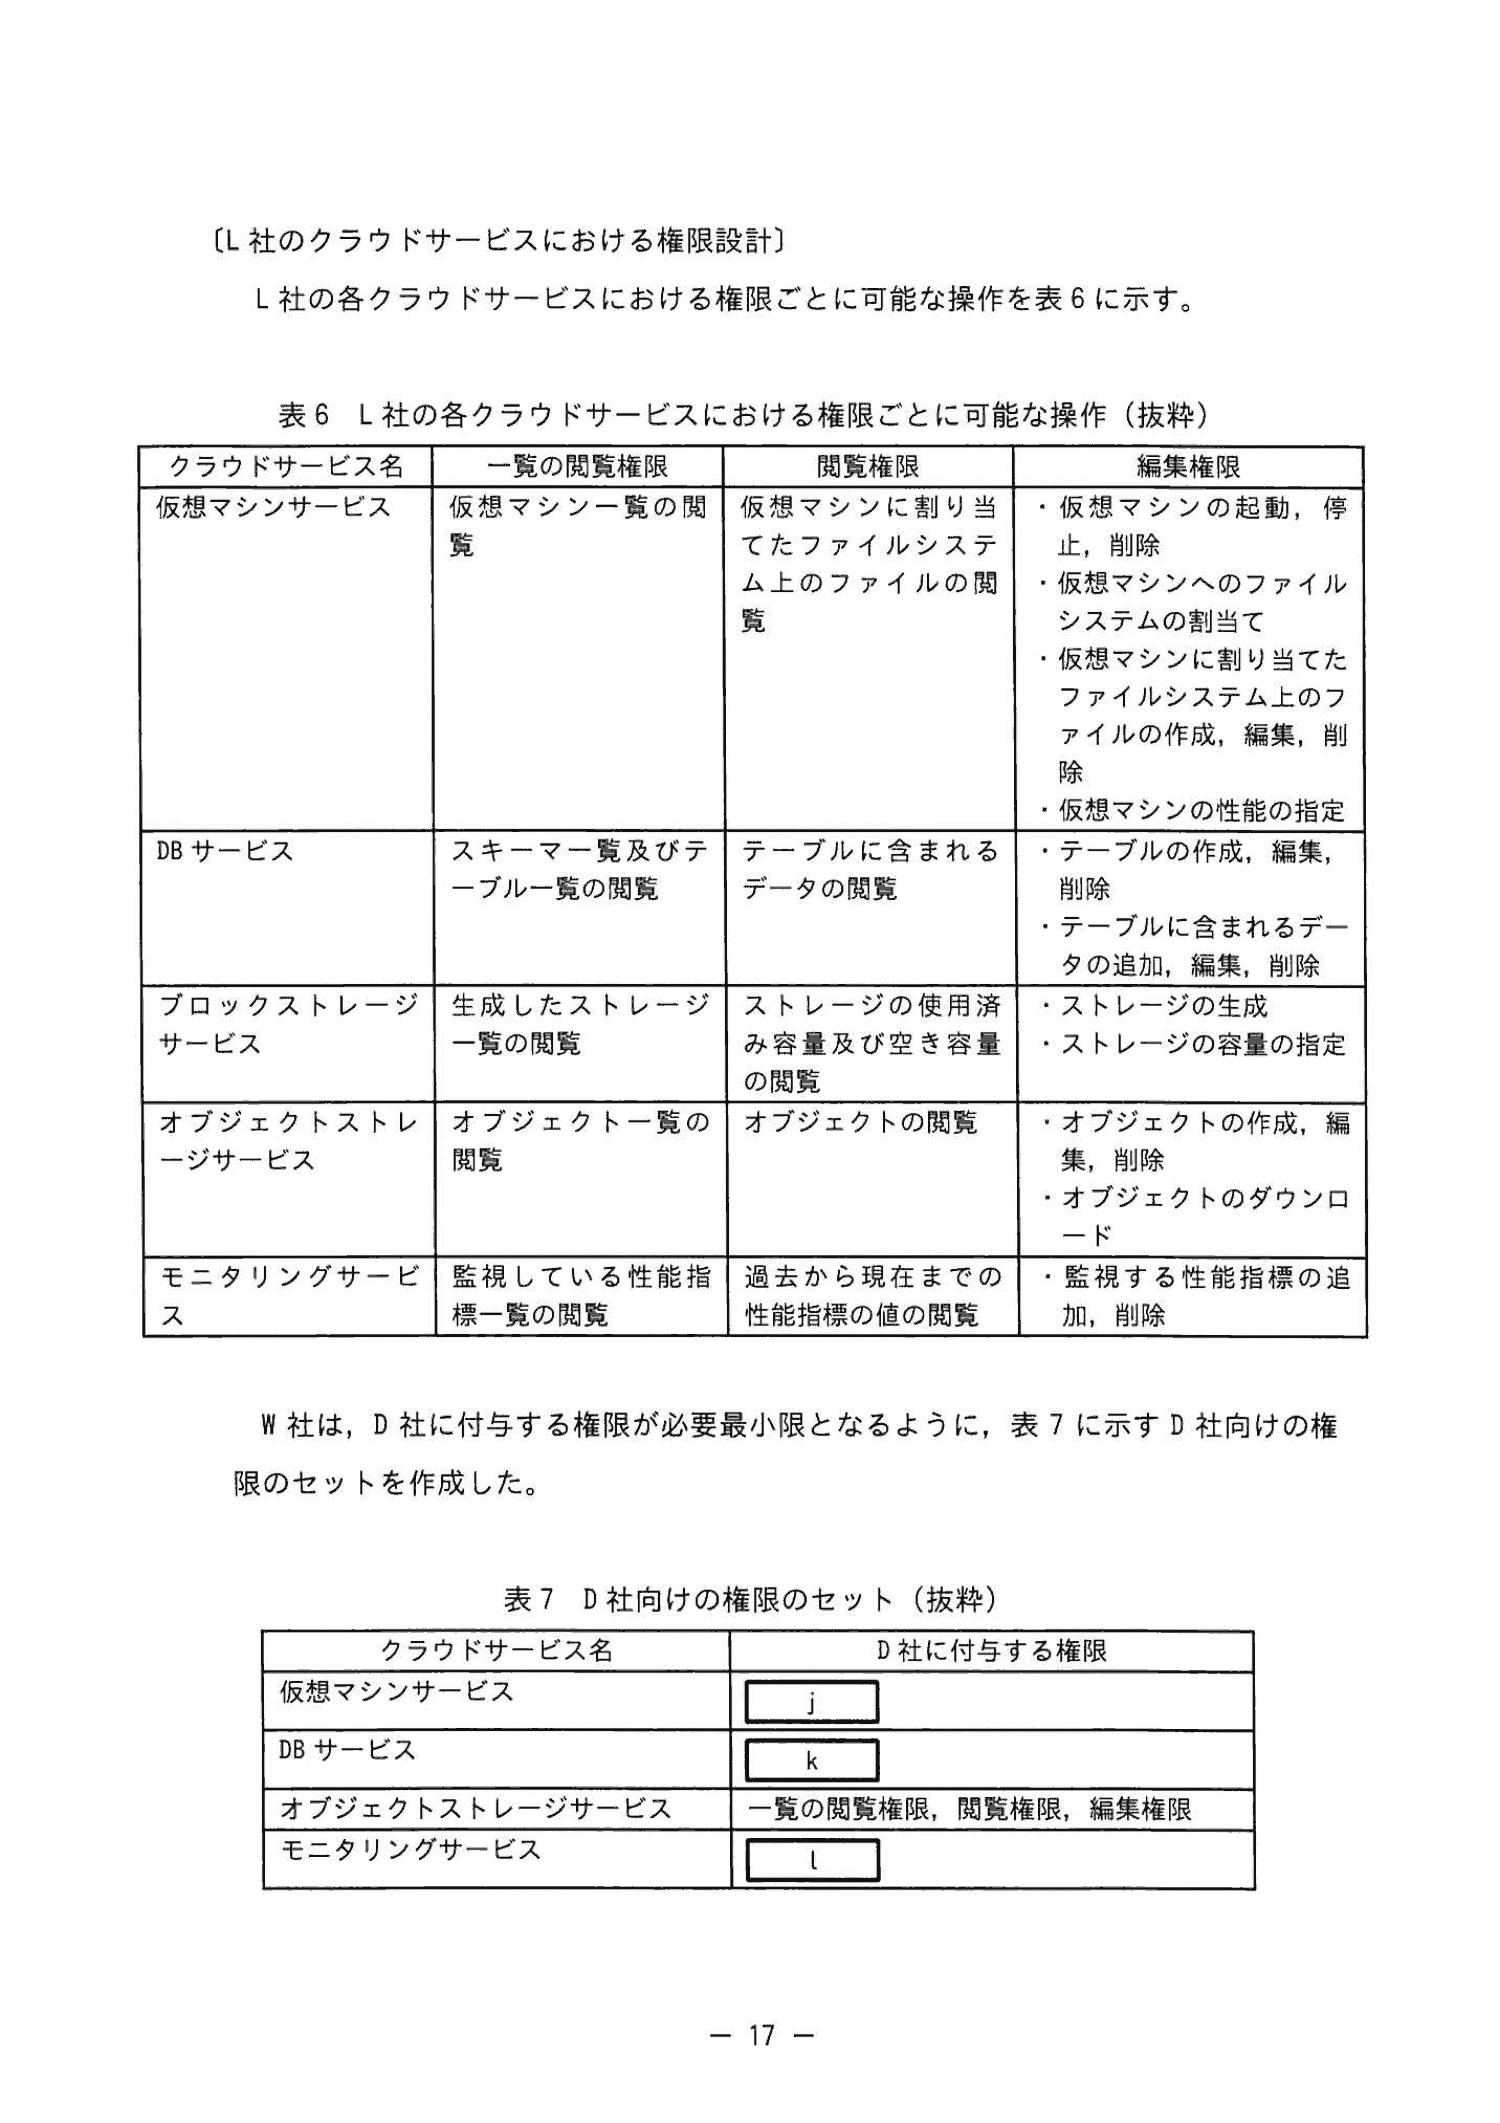 〔L 社のクラウドサービスにおける権限設計〕
L 社の各クラウドサービスにおける権限ごとに可能な操作を表 6 に示す。
表 6　L 社の各クラウドサービスにおける権限ごとに可能な操作（抜粋）
クラウドサービス名
一覧の閲覧権限
閲覧権限
編集権限
仮想マシンサービス
仮想マシン一覧の閲
覧
仮想マシンに割り当
てたファイルシステ
ム上のファイルの閲
覧
・仮想マシンの起動，停
止，削除
・仮想マシンへのファイル
システムの割当て
・仮想マシンに割り当てた
ファイルシステム上のフ
ァイルの作成，編集，削
除
・仮想マシンの性能の指定
DB サービス
スキーマ一覧及びテ
ーブル一覧の閲覧
テーブルに含まれる
データの閲覧
・テーブルの作成，編集，
削除
・テーブルに含まれるデー
タの追加，編集，削除
ブロックストレージ
サービス
生成したストレージ
一覧の閲覧
ストレージの使用済
み容量及び空き容量
の閲覧
・ストレージの生成
・ストレージの容量の指定
オブジェクトストレ
ージサービス
オブジェクト一覧の
閲覧
オブジェクトの閲覧
・オブジェクトの作成，編
集，削除
・オブジェクトのダウンロ
ード
モニタリングサービ
ス
監視している性能指
標一覧の閲覧
過去から現在までの
性能指標の値の閲覧
・監視する性能指標の追
加，削除
W 社は，D 社に付与する権限が必要最小限となるように，表 7 に示す D 社向けの権
限のセットを作成した。
表 7　D 社向けの権限のセット（抜粋）
クラウドサービス名
D 社に付与する権限
仮想マシンサービス
j
DB サービス
k
オブジェクトストレージサービス
一覧の閲覧権限，閲覧権限，編集権限
モニタリングサービス
l
－ 17 －